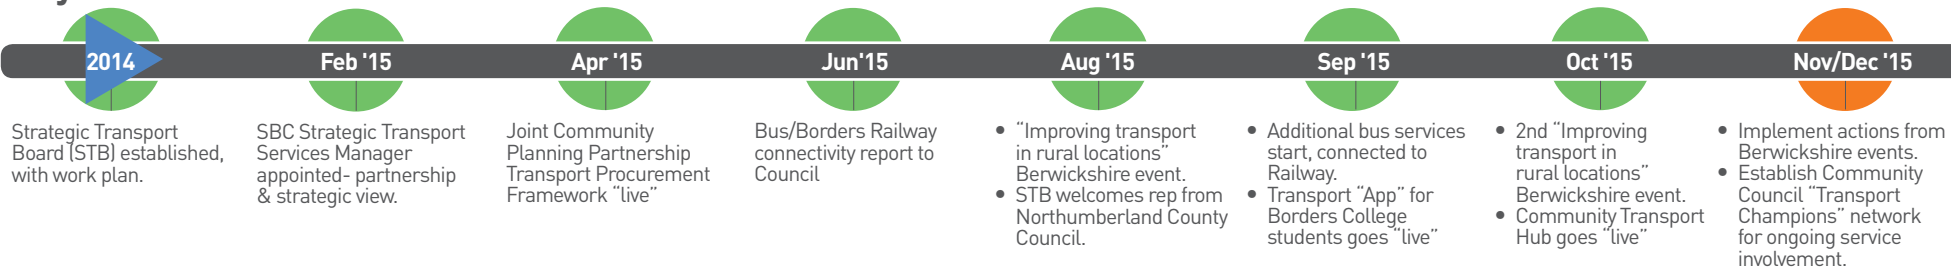 2014
Strategic Transport
Board (STB) established,
with work plan.
Feb '15
SBC Strategic Transport
Services Manager
appointed- partnership
& strategic view.
Apr '15
Joint Community
Planning Partnership
Transport Procurement
Framework “live”
Jun'15
Bus/Borders Railway
connectivity report to
Council
Aug '15
• “Improving transport
in rural locations”
Berwickshire event.
• STB welcomes rep from
Northumberland County
Council.
Sep '15
• Additional bus services
start, connected to
Railway.
• Transport “App” for
Borders College
students goes “live”
Oct '15
• 2nd “Improving
transport in
rural locations”
Berwickshire event.
• Community Transport
Hub goes “live”
Nov/Dec '15
• Implement actions from
Berwickshire events.
• Establish Community
Council “Transport
Champions” network
for ongoing service
involvement.